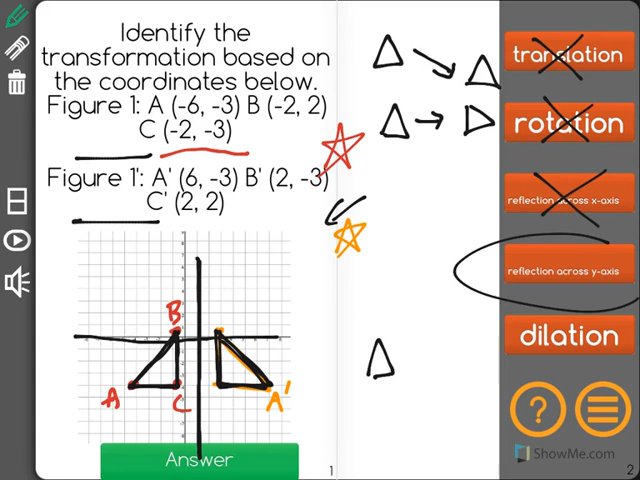 Identify the
transformation based on
the coordinates below.
Figure 1: A (-6, -3) B (-2, 2)
C (-2, -3)
Figure 1': A' (6, -3) B' (2, -3)
C' (2, 2)
B
A
C
A'
Answer
1
translation
rotation
reflection across x-axis
reflection across y-axis
dilation
?
ShowMe.com
2